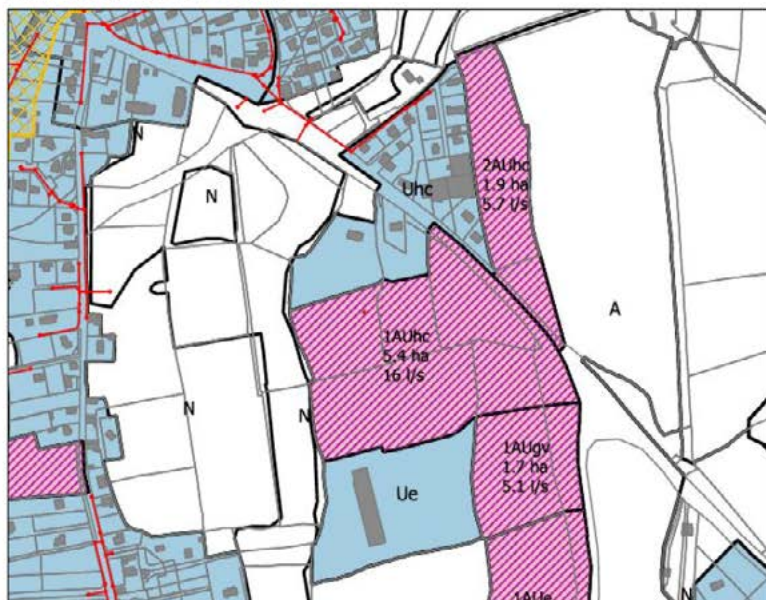 N
N
Uhc
2AUhc
1.9 ha
5.7 l/s
A
1AUhc
5.4 ha
16 l/s
N
N
1AUgv
1.7 ha
5.1 l/s
Ue
1AUe
N